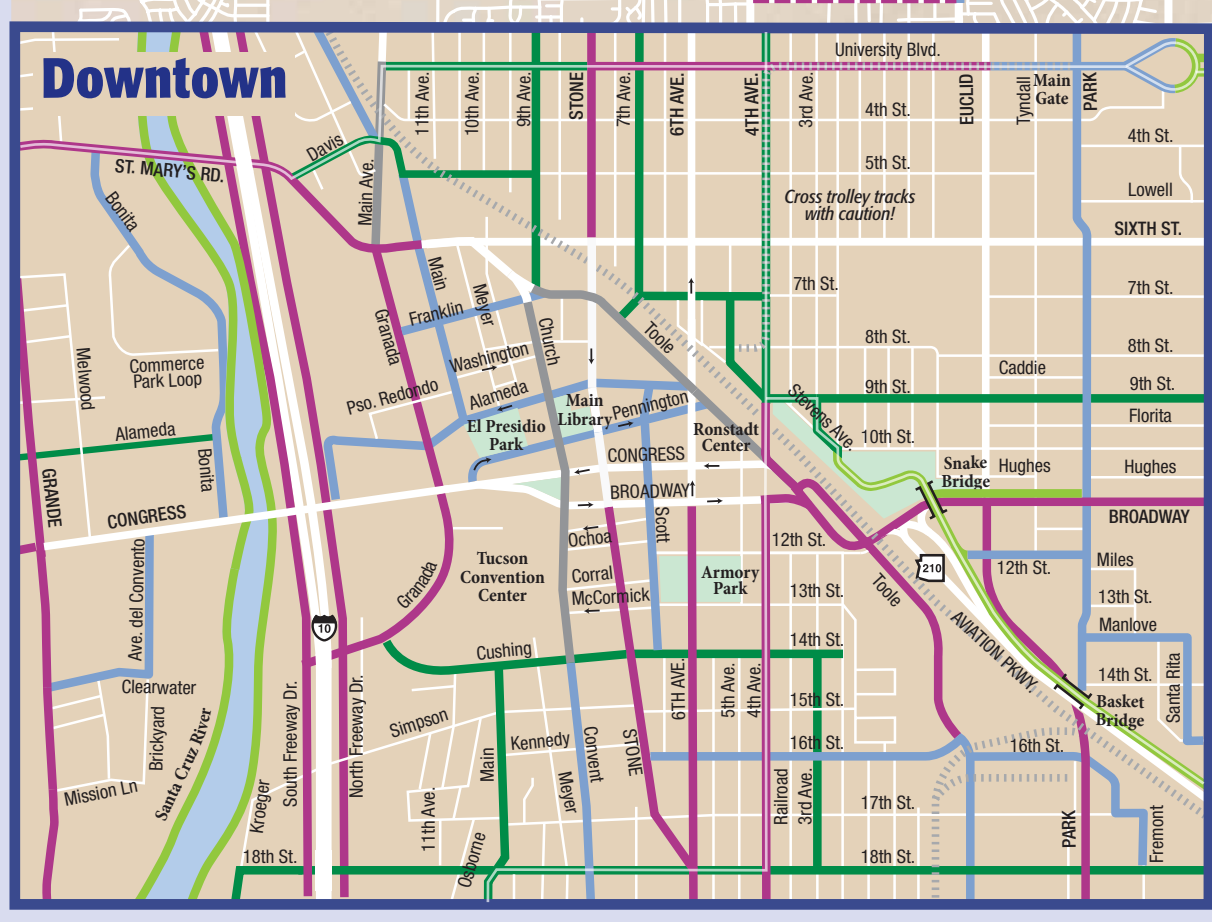 Downtown
University Blvd.
11th Ave.
10th Ave.
9th Ave.
STONE
7th Ave.
6TH AVE.
4TH AVE.
3rd Ave.
EUCLID
Tyndall
Main
Gate
PARK
4th St.
4th St.
5th St.
Davis
ST. MARY'S RD.
Main Ave.
Bonita
Cross trolley tracks
with caution!
Lowell
SIXTH ST.
Main
Meyer
7th St.
7th St.
Franklin
Granada
Church
Toole
8th St.
8th St.
Melwood
Commerce
Park Loop
Washington
Caddie
Pso. Redondo
Alameda
Main
Library
Pennington
9th St.
9th St.
Stevens Ave.
Florita
Alameda
El Presidio
Park
Ronstadt
Center
10th St.
Bonita
CONGRESS
Snake
Bridge
Hughes
Hughes
GRANDE
CONGRESS
BROADWAY
BROADWAY
Scott
Ochoa
12th St.
Ave. del Convento
Granada
Tucson
Convention
Center
Corral
McCormick
Armory
Park
210
12th St.
Miles
13th St.
Toole
13th St.
10
AVIATION PKWY
Manlove
14th St.
Cushing
14th St.
Clearwater
Brickyard
Santa Cruz River
South Freeway Dr.
North Freeway Dr.
6TH AVE.
5th Ave.
4th Ave.
15th St.
Basket
Bridge
Santa Rita
Simpson
Kennedy
Main
Convent
STONE
16th St.
16th St.
Meyer
Mission Ln
Kroeger
11th Ave.
Railroad
3rd Ave.
17th St.
PARK
Fremont
18th St.
Osborne
18th St.